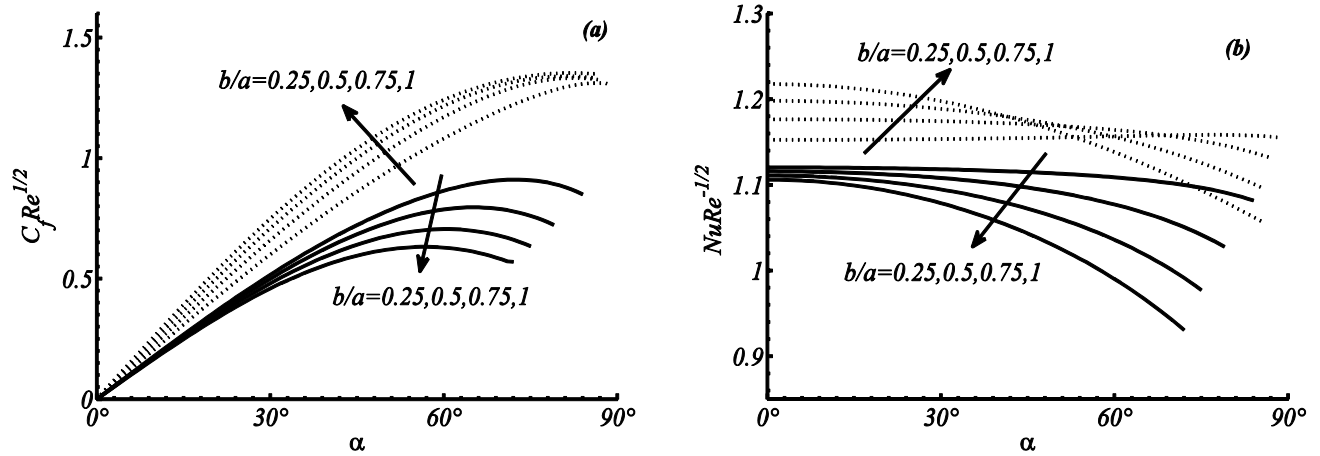 (a)
C_fRe^{1/2}
1.5
1
0.5
0
b/a=0.25,0.5,0.75,1
b/a=0.25,0.5,0.75,1
0° 30° 60° 90°
α
(b)
NuRe^{-1/2}
1.3
1.2
1.1
1
0.9
b/a=0.25,0.5,0.75,1
b/a=0.25,0.5,0.75,1
0° 30° 60° 90°
α